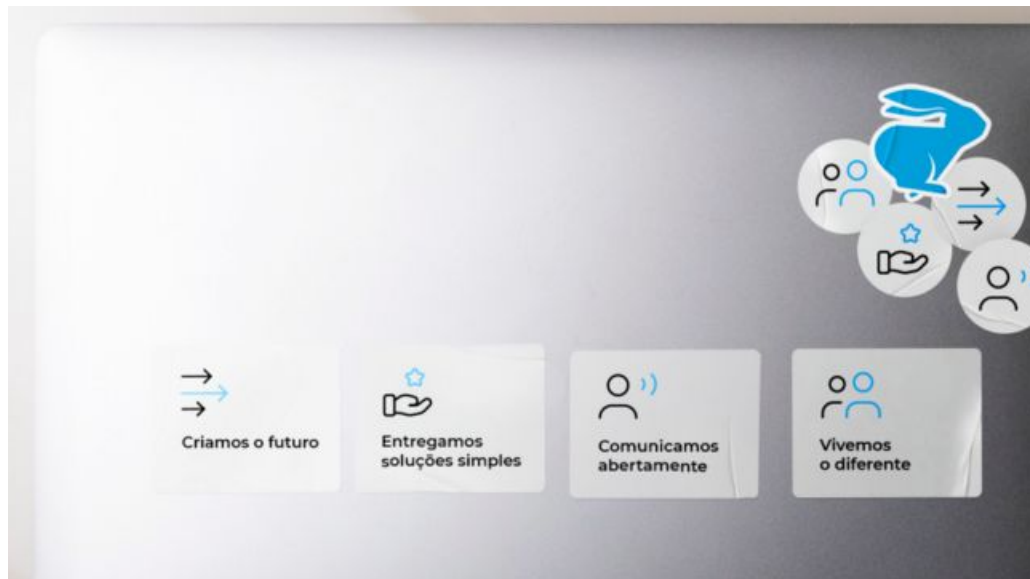 Criamos o futuro
Entregamos
soluções simples
Comunicamos
abertamente
Vivemos
o diferente